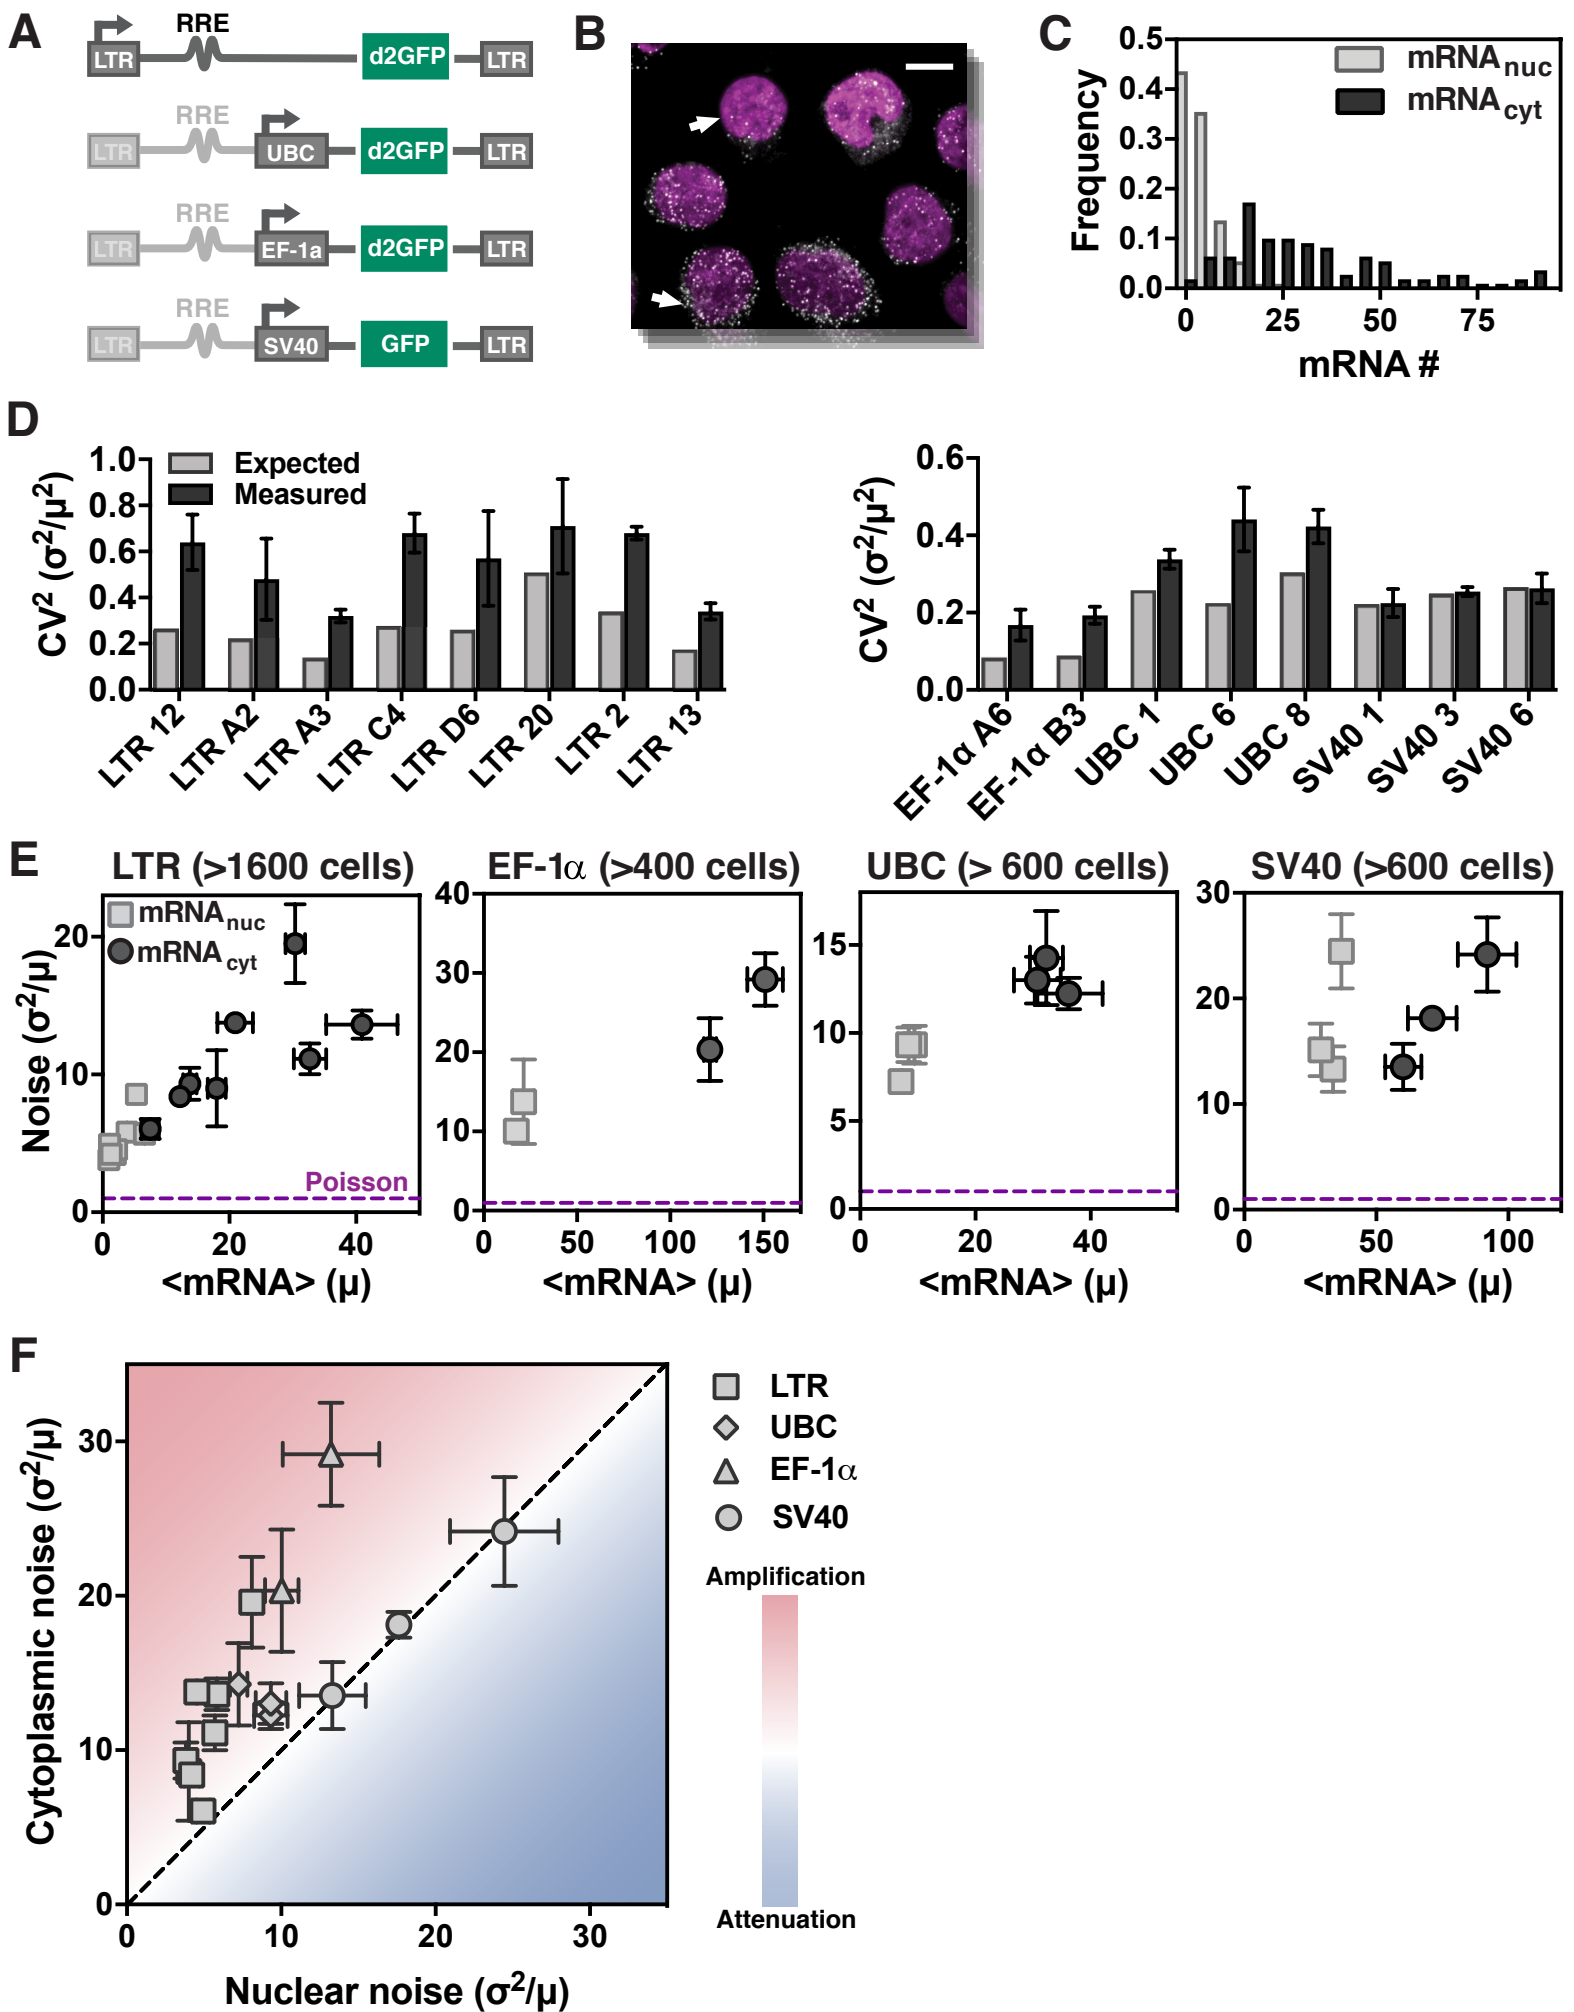 A
RRE
LTR
d2GFP
LTR
RRE
LTR
UBC
d2GFP
LTR
RRE
LTR
EF-1a
d2GFP
LTR
RRE
LTR
SV40
GFP
LTR
B
C
Frequency
0.5
0.4
0.3
0.2
0.1
0.0
mRNAnuc
mRNAcyt
0 25 50 75
mRNA #
D
CV² (σ²/μ²)
1.0
0.8
0.6
0.4
0.2
0.0
Expected
Measured
LTR 12
LTR A2
LTR A3
LTR C4
LTR D6
LTR 20
LTR 2
LTR 13
CV² (σ²/μ²)
0.6
0.4
0.2
0.0
EF-1α A6
EF-1α B3
UBC 1
UBC 6
UBC 8
SV40 1
SV40 3
SV40 6
E
LTR (>1600 cells)
Noise (σ²/μ)
20
10
0
mRNAnuc
mRNAcyt
Poisson
0 20 40
<mRNA> (μ)
EF-1α (>400 cells)
40
30
20
10
0
0 50 100 150
<mRNA> (μ)
UBC (> 600 cells)
15
10
5
0
0 20 40
<mRNA> (μ)
SV40 (>600 cells)
30
20
10
0
0 50 100
<mRNA> (μ)
F
Cytoplasmic noise (σ²/μ)
30
20
10
0
0 10 20 30
Nuclear noise (σ²/μ)
LTR
UBC
EF-1α
SV40
Amplification
Attenuation